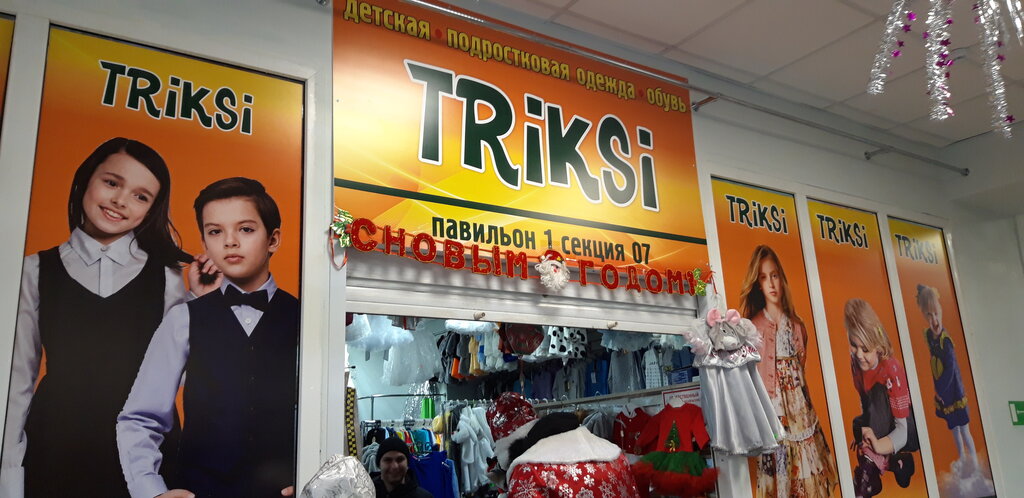 TRiKSi
детская • подростковая одежда • обувь
TRiKSi
павильон 1 секция 07
С НОВЫМ ГОДОМ!
TRiKSi
TRiKSi
TRiKSi